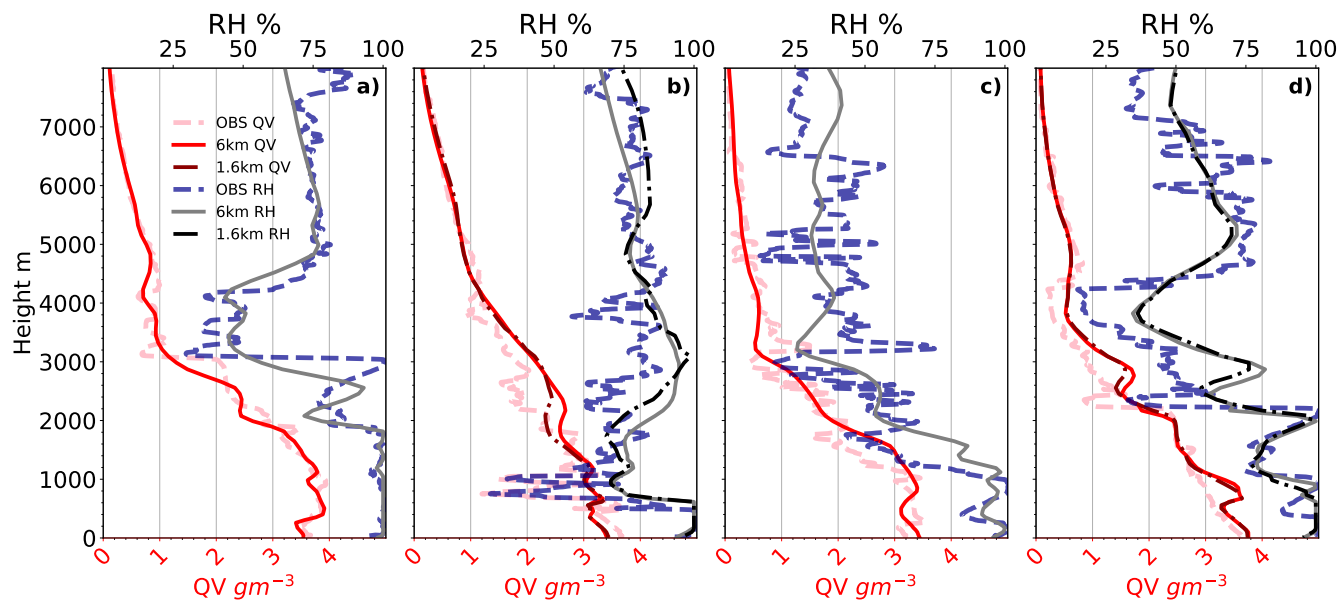 RH %
RH %
RH %
RH %
25 50 75 100
25 50 75 100
25 50 75 100
25 50 75 100
a)
b)
c)
d)
OBS QV
6km QV
1.6km QV
OBS RH
6km RH
1.6km RH
Height m
7000
6000
5000
4000
3000
2000
1000
0
0 1 2 3 4
0 1 2 3 4
0 1 2 3 4
0 1 2 3 4
QV gm⁻³
QV gm⁻³
QV gm⁻³
QV gm⁻³